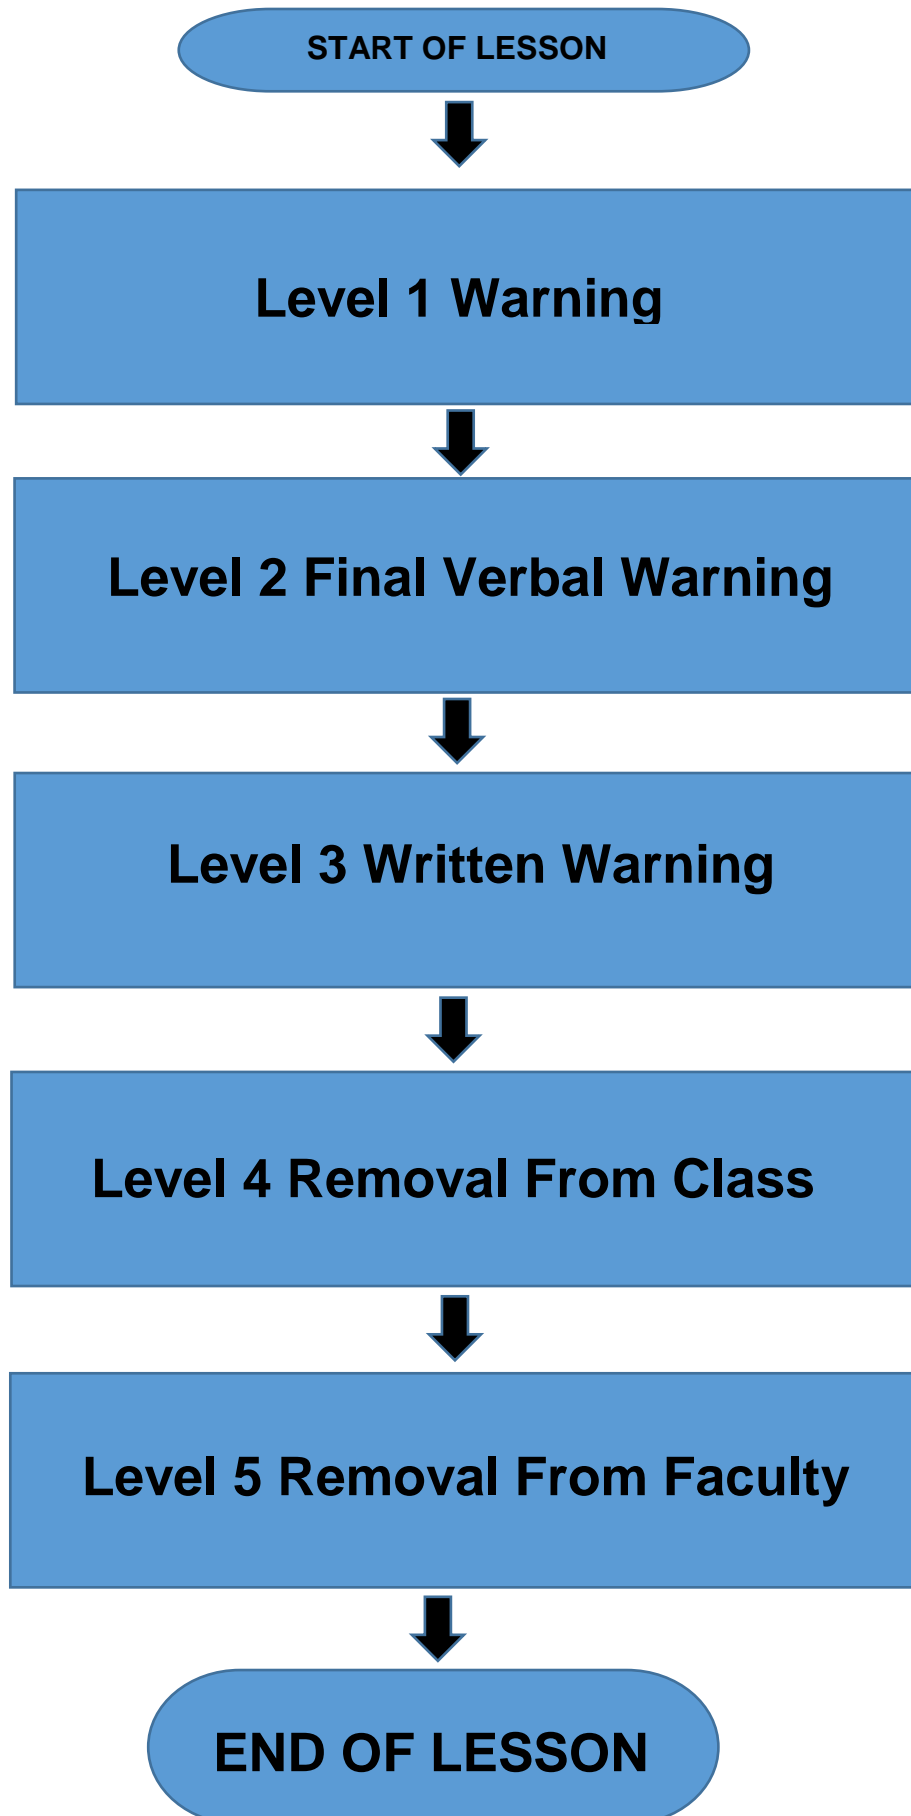 START OF LESSON
Level 1 Warning
Level 2 Final Verbal Warning
Level 3 Written Warning
Level 4 Removal From Class
Level 5 Removal From Faculty
END OF LESSON